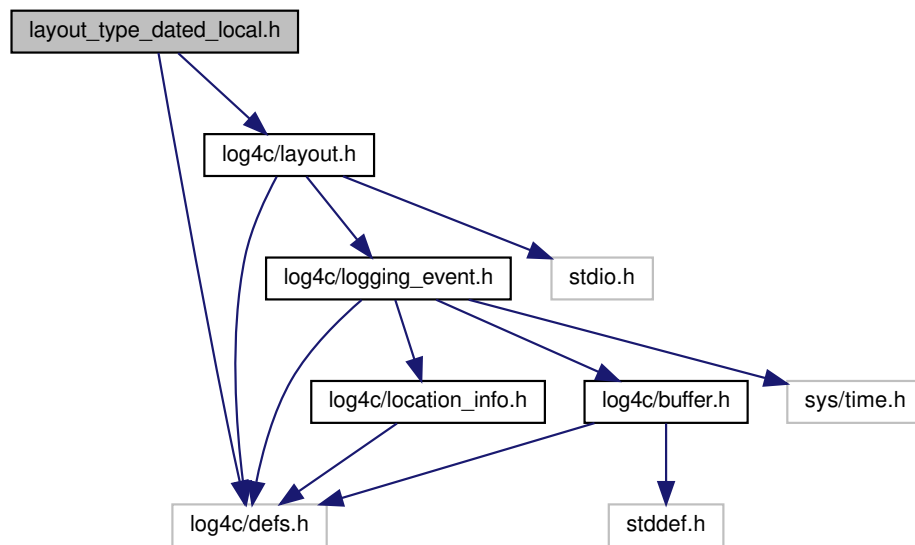 layout_type_dated_local.h
log4c/layout.h
log4c/logging_event.h
stdio.h
log4c/location_info.h
log4c/buffer.h
sys/time.h
log4c/defs.h
stddef.h